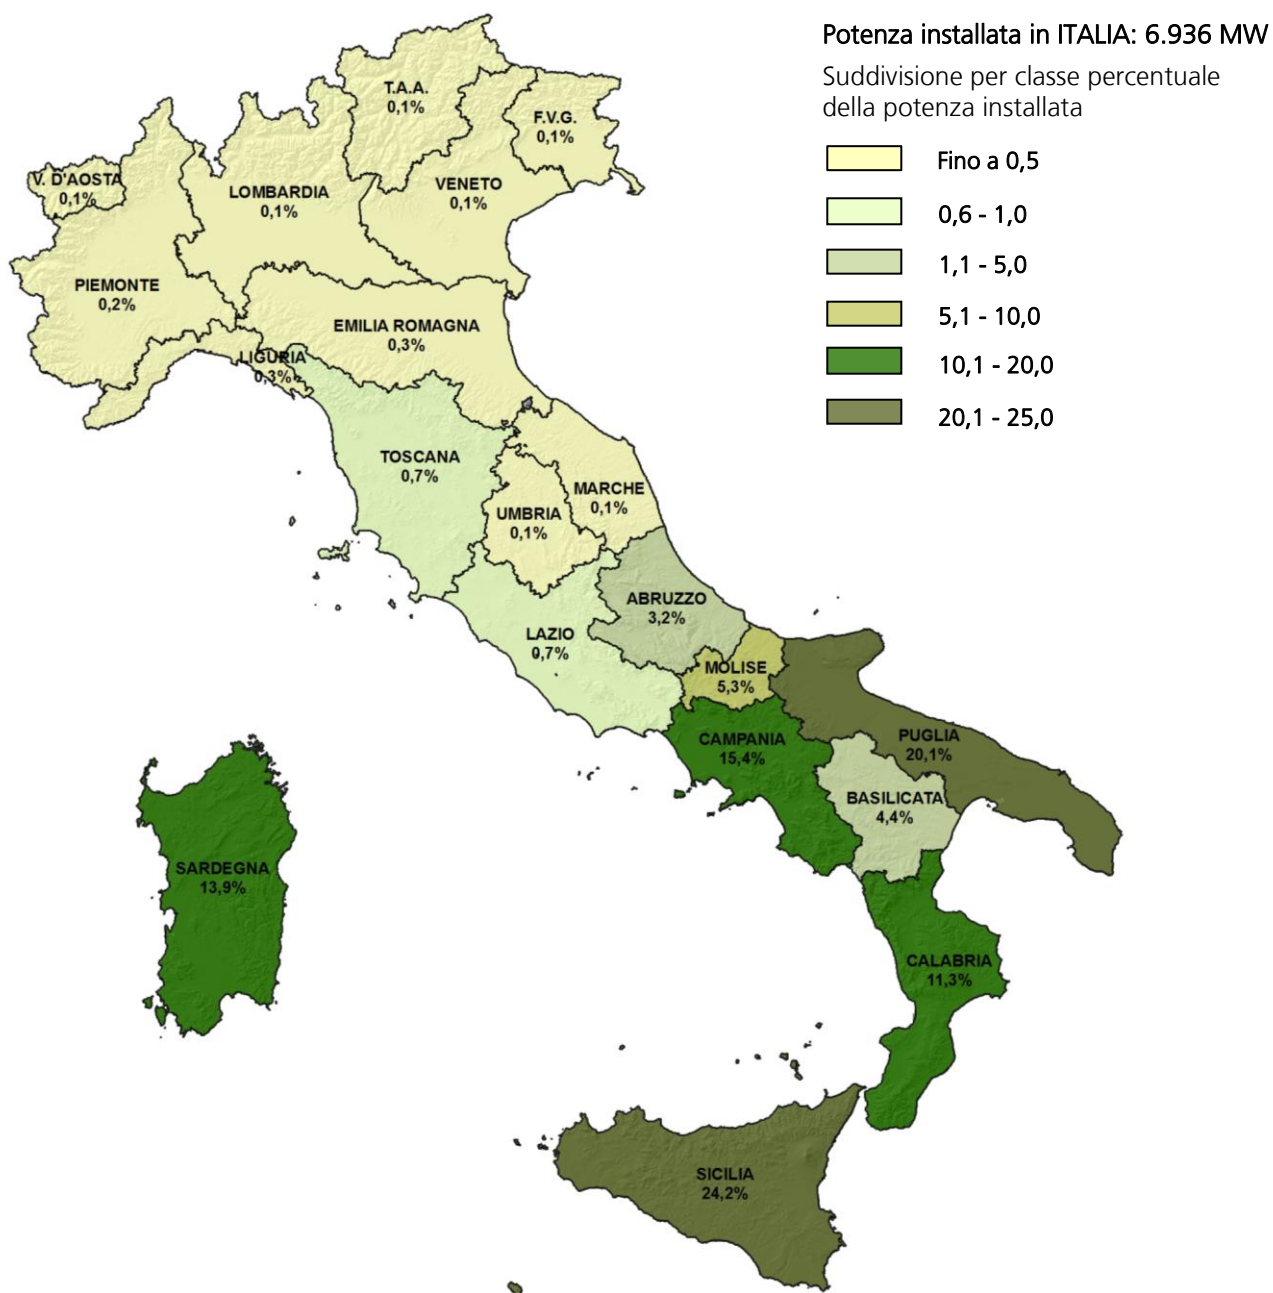 Potenza installata in ITALIA: 6.936 MW
Suddivisione per classe percentuale
della potenza installata
Fino a 0,5
0,6 - 1,0
1,1 - 5,0
5,1 - 10,0
10,1 - 20,0
20,1 - 25,0
T.A.A.
0,1%
F.V.G.
0,1%
V. D'AOSTA
0,1%
LOMBARDIA
0,1%
VENETO
0,1%
PIEMONTE
0,2%
EMILIA ROMAGNA
0,3%
LIGURIA
0,3%
TOSCANA
0,7%
MARCHE
0,1%
UMBRIA
0,1%
ABRUZZO
3,2%
LAZIO
0,7%
MOLISE
5,3%
CAMPANIA
15,4%
PUGLIA
20,1%
BASILICATA
4,4%
SARDEGNA
13,9%
CALABRIA
11,3%
SICILIA
24,2%